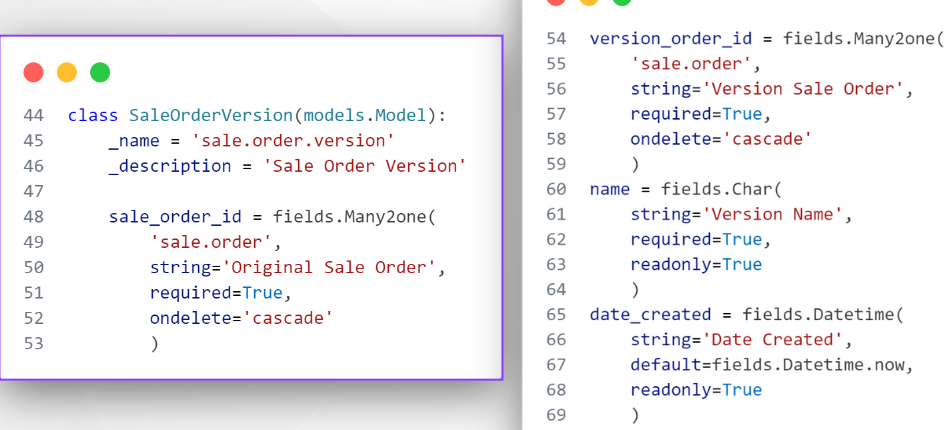 44 class SaleOrderVersion(models.Model):
45     _name = 'sale.order.version'
46     _description = 'Sale Order Version'
47
48     sale_order_id = fields.Many2one(
49         'sale.order',
50         string='Original Sale Order',
51         required=True,
52         ondelete='cascade'
53         )
54 version_order_id = fields.Many2one(
55     'sale.order',
56     string='Version Sale Order',
57     required=True,
58     ondelete='cascade'
59     )
60 name = fields.Char(
61     string='Version Name',
62     required=True,
63     readonly=True
64     )
65 date_created = fields.Datetime(
66     string='Date Created',
67     default=fields.Datetime.now,
68     readonly=True
69     )